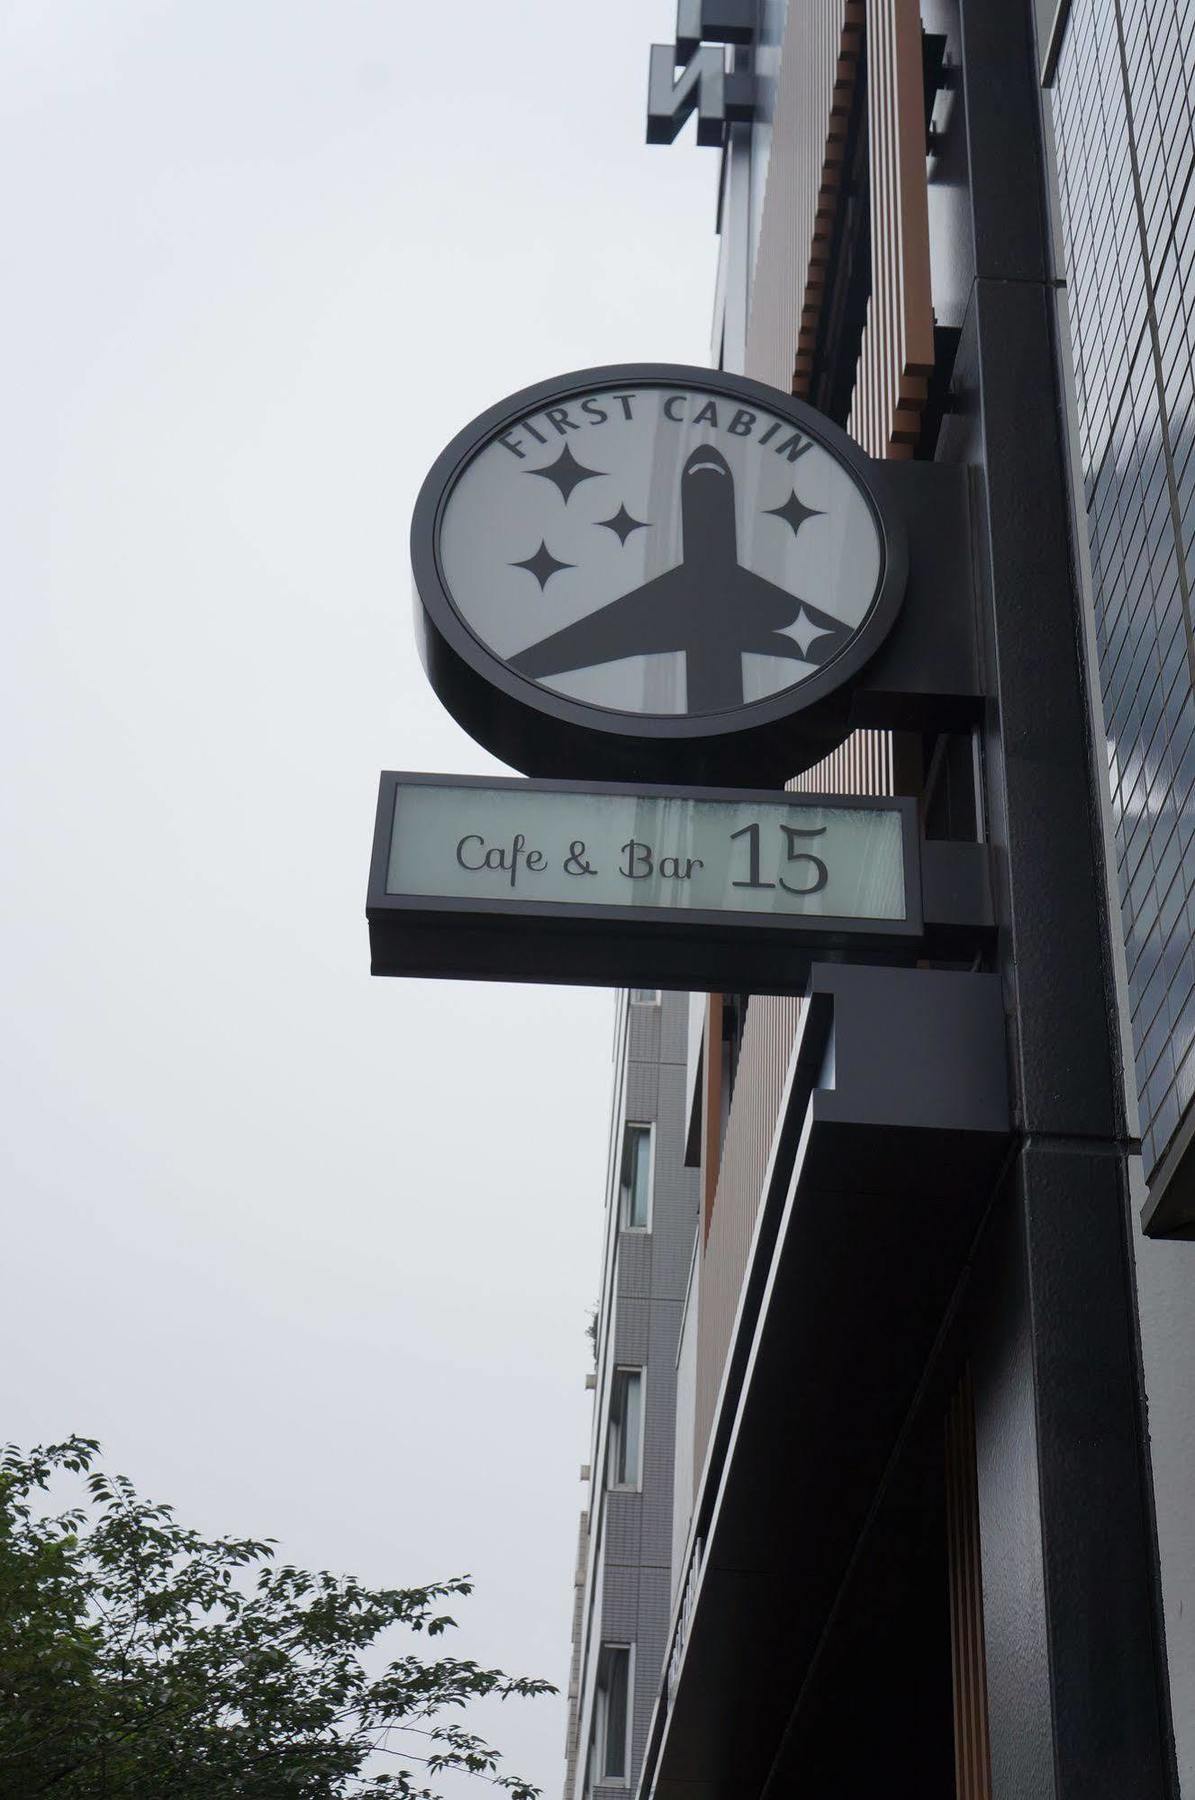 FIRST CABIN
Cafe & Bar 15